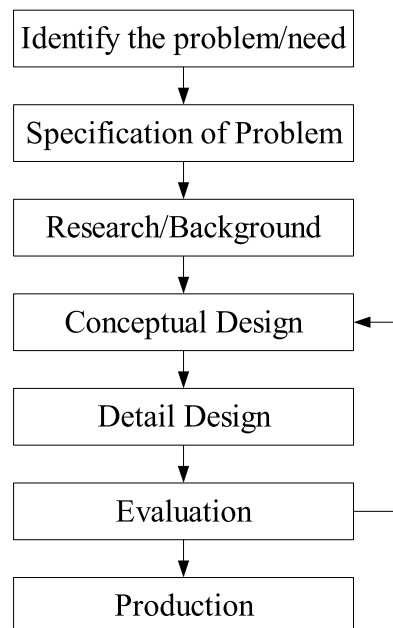 Identify the problem/need
Specification of Problem
Research/Background
Conceptual Design
Detail Design
Evaluation
Production